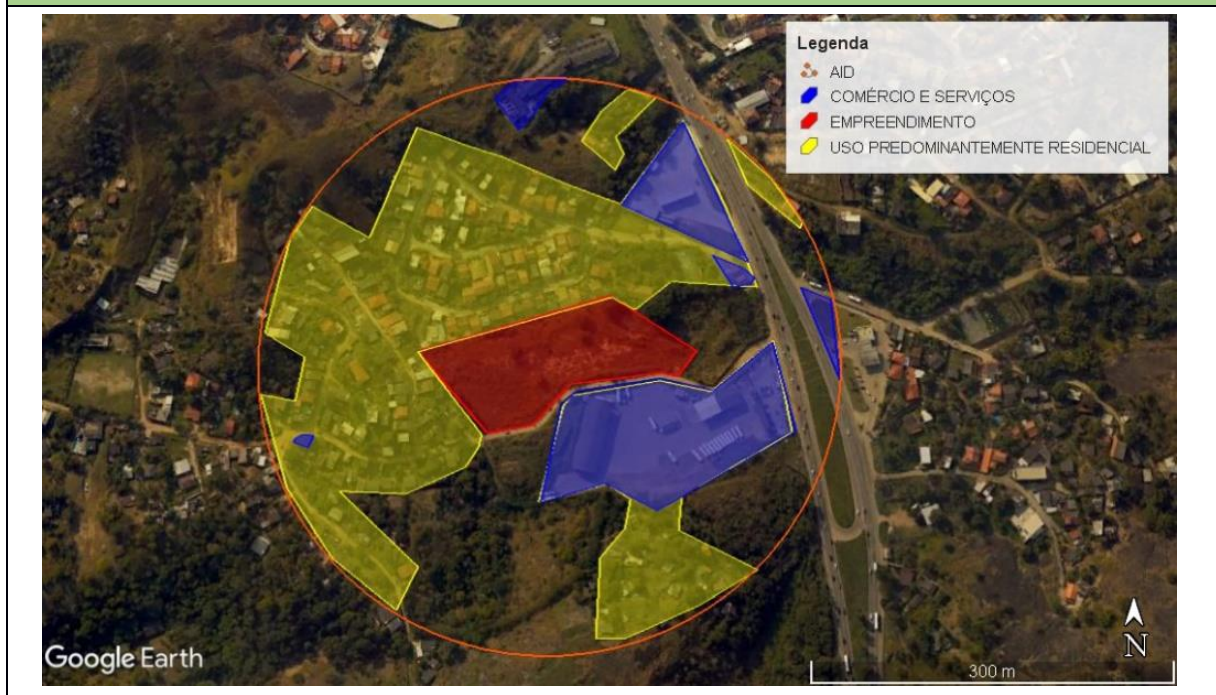 Legenda
AID
COMÉRCIO E SERVIÇOS
EMPREENDIMENTO
USO PREDOMINANTEMENTE RESIDENCIAL
Google Earth
N
300 m